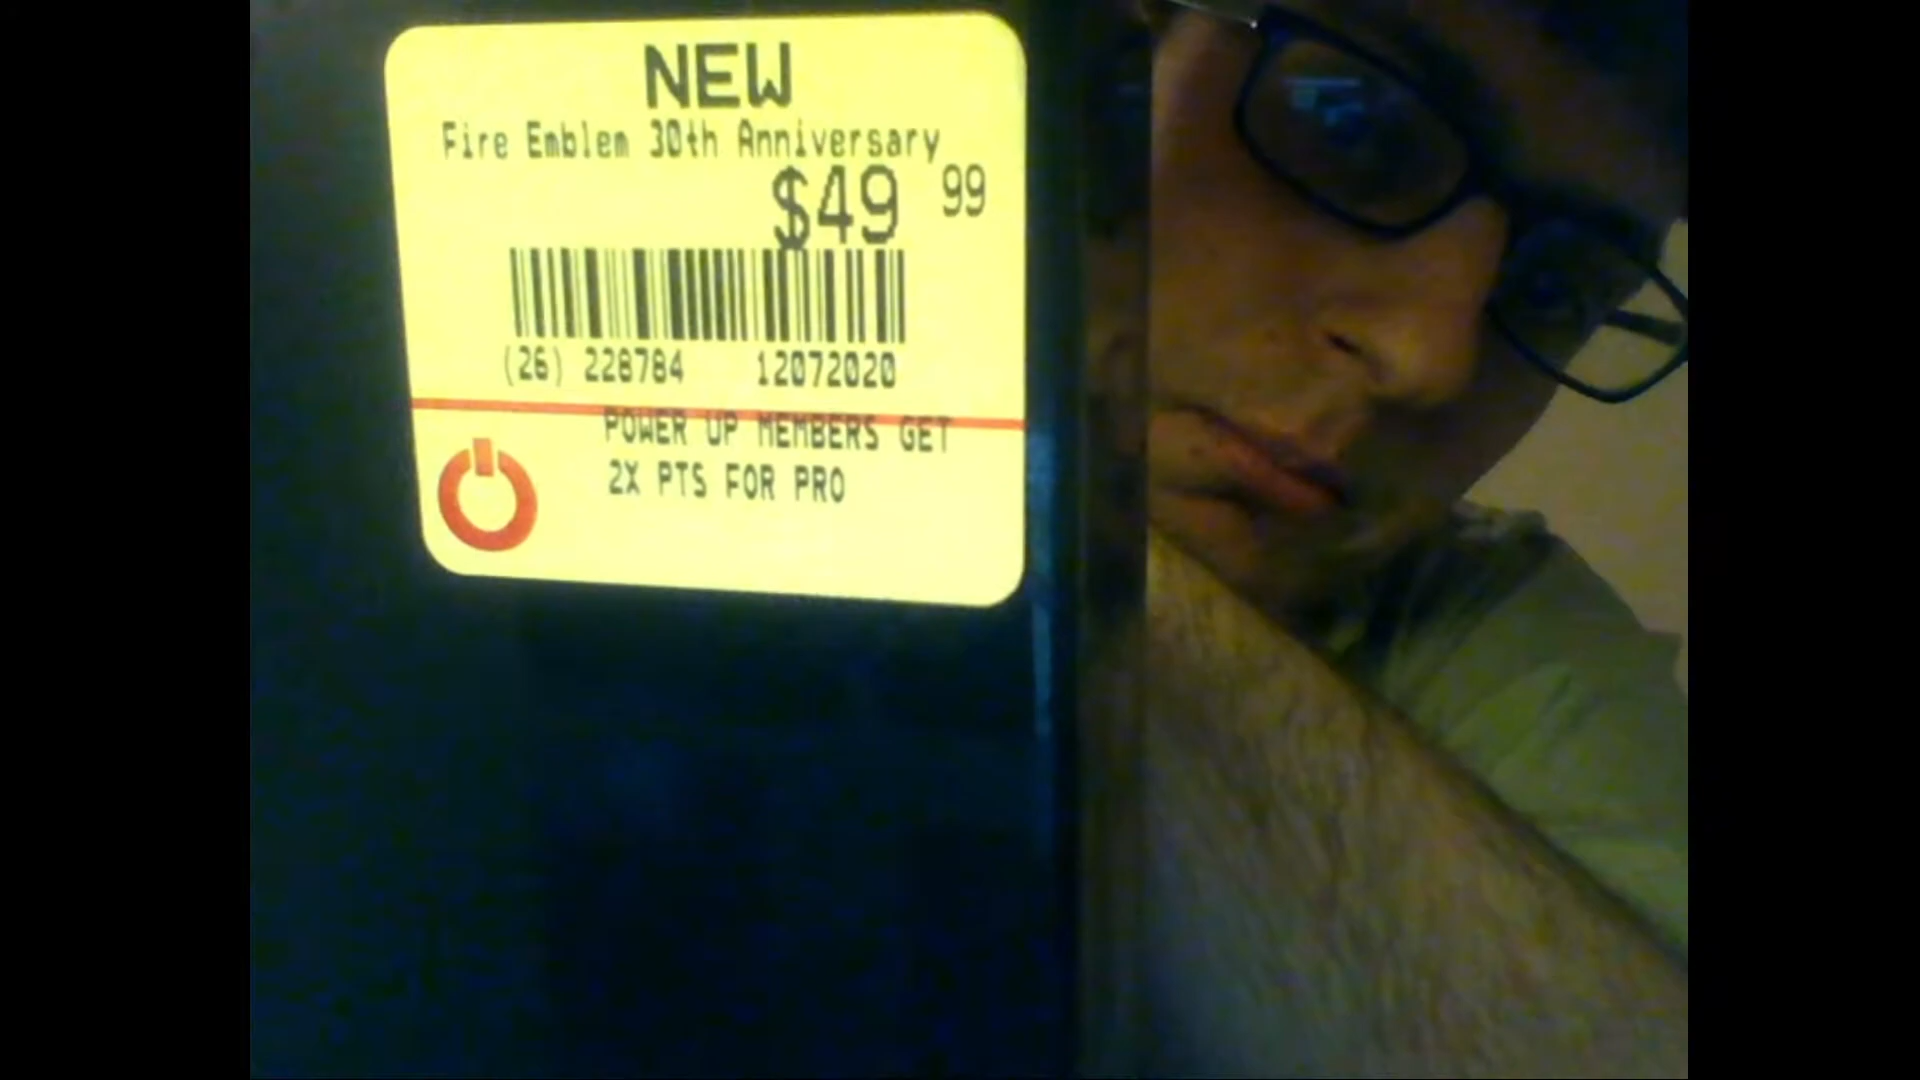 NEW
Fire Emblem 30th Anniversary
$49 99
(26) 228784 12072020
POWER UP MEMBERS GET
2X PTS FOR PRO